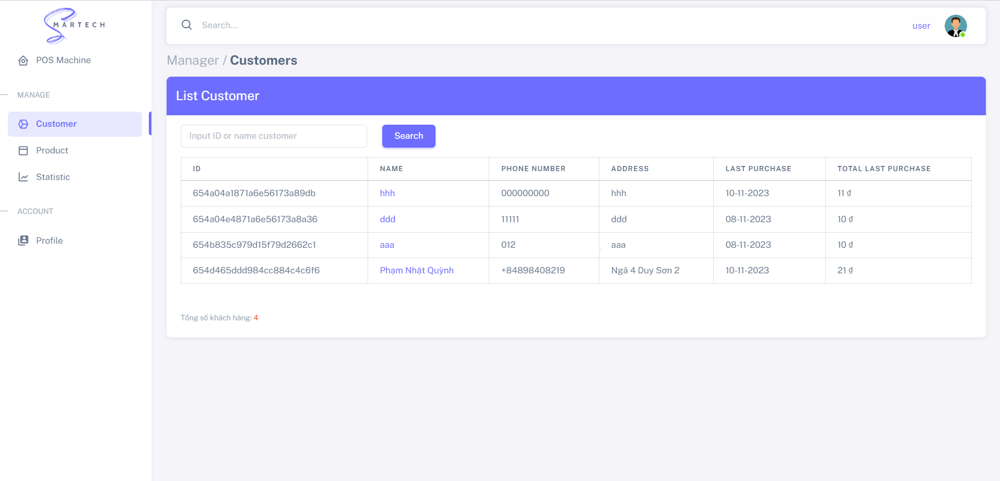 SMARTECH
POS Machine
MANAGE
Customer
Product
Statistic
ACCOUNT
Profile
Search...
user
Manager / Customers
List Customer
Input ID or name customer
Search
ID NAME PHONE NUMBER ADDRESS LAST PURCHASE TOTAL LAST PURCHASE
654a04a1871a6e56173a89db hhh 000000000 hhh 10-11-2023 11 ₫
654a04e4871a6e56173a8a36 ddd 11111 ddd 08-11-2023 10 ₫
654b835c979d15f79d2662c1 aaa 012 aaa 08-11-2023 10 ₫
654d465ddd984cc884c4c6f6 Phạm Nhật Quỳnh +84898408219 Ngã 4 Duy Sơn 2 10-11-2023 21 ₫
Tổng số khách hàng: 4